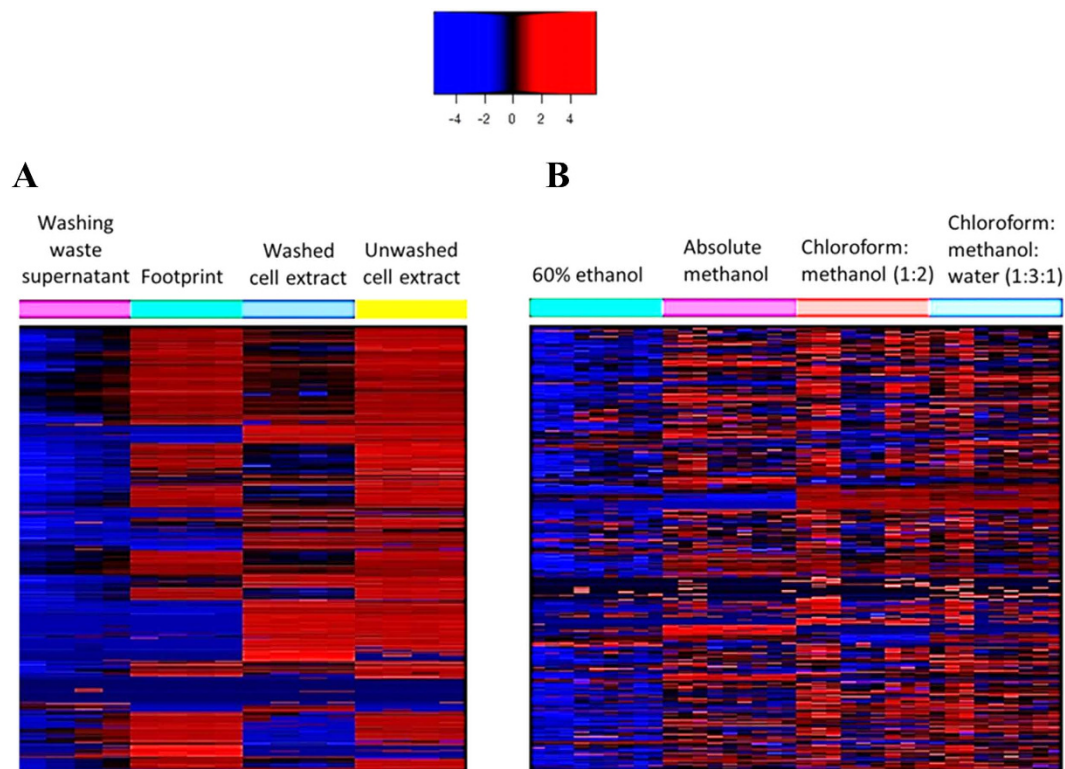 -4 -2 0 2 4
A
B
Washing
waste
supernatant
Footprint
Washed
cell extract
Unwashed
cell extract
60% ethanol
Absolute
methanol
Chloroform:
methanol (1:2)
Chloroform:
methanol:
water (1:3:1)